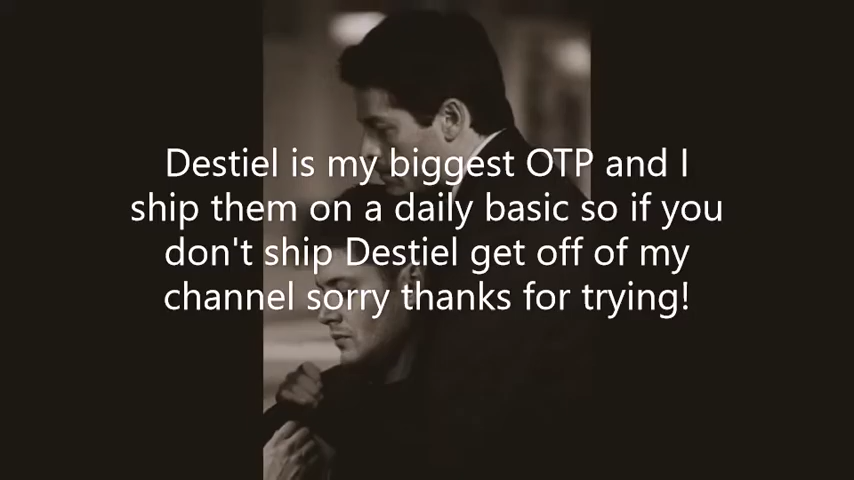 Destiel is my biggest OTP and I
ship them on a daily basic so if you
don't ship Destiel get off of my
channel sorry thanks for trying!